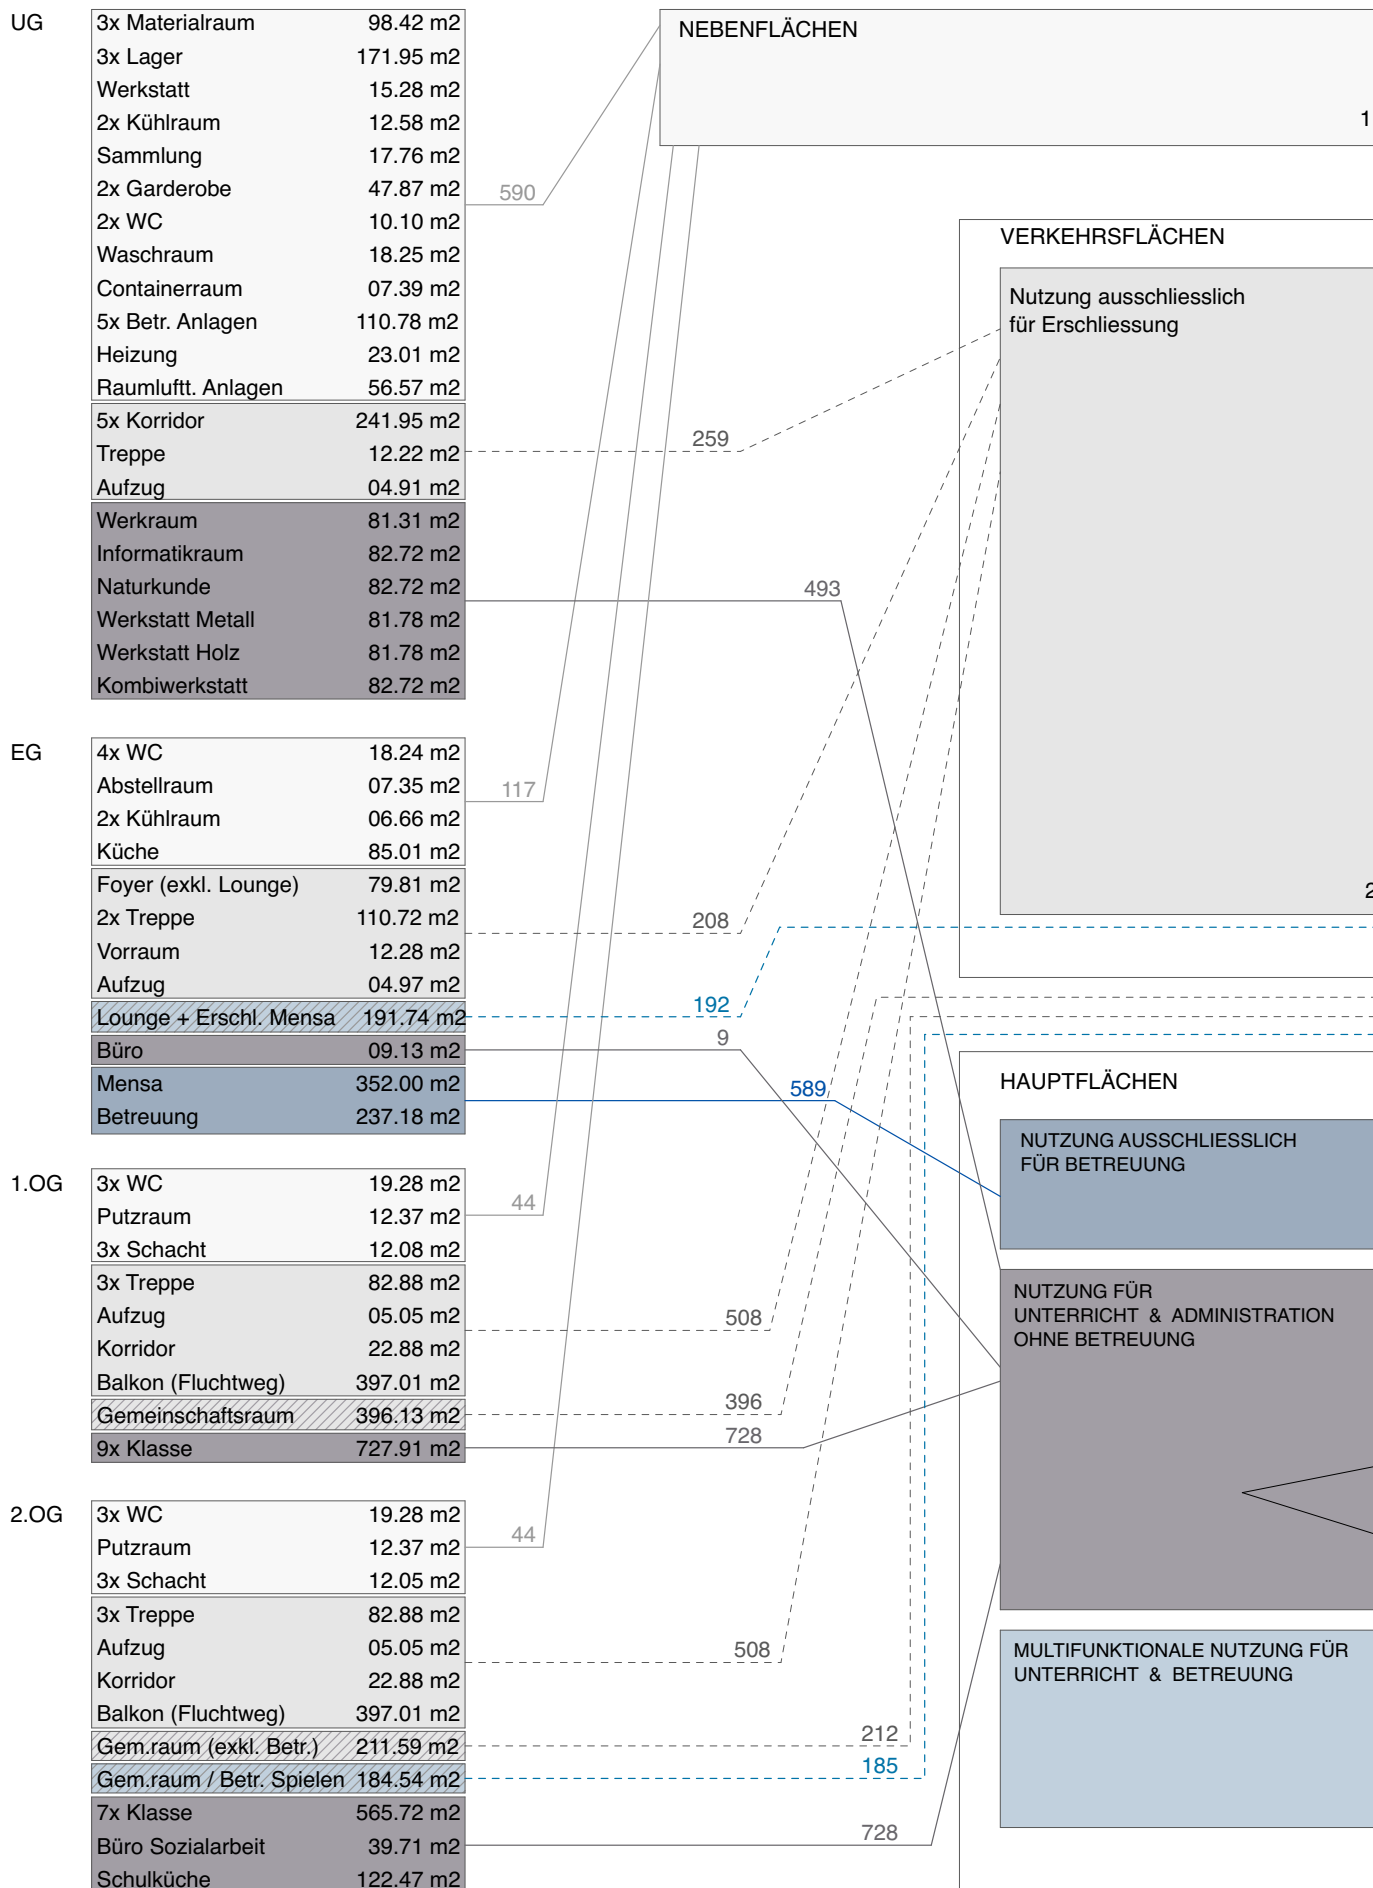 UG
3x Materialraum 98.42 m2
3x Lager 171.95 m2
Werkstatt 15.28 m2
2x Kühlraum 12.58 m2
Sammlung 17.76 m2
2x Garderobe 47.87 m2
2x WC 10.10 m2
Waschraum 18.25 m2
Containerraum 07.39 m2
5x Betr. Anlagen 110.78 m2
Heizung 23.01 m2
Raumluftt. Anlagen 56.57 m2
590
5x Korridor 241.95 m2
Treppe 12.22 m2
Aufzug 04.91 m2
259
Werkraum 81.31 m2
Informatikraum 82.72 m2
Naturkunde 82.72 m2
Werkstatt Metall 81.78 m2
Werkstatt Holz 81.78 m2
Kombiwerkstatt 82.72 m2
493
EG
4x WC 18.24 m2
Abstellraum 07.35 m2
2x Kühlraum 06.66 m2
Küche 85.01 m2
117
Foyer (exkl. Lounge) 79.81 m2
2x Treppe 110.72 m2
Vorraum 12.28 m2
Aufzug 04.97 m2
208
Lounge + Erschl. Mensa 191.74 m2
192
Büro 09.13 m2
9
Mensa 352.00 m2
Betreuung 237.18 m2
589
1.OG
3x WC 19.28 m2
Putzraum 12.37 m2
3x Schacht 12.08 m2
44
3x Treppe 82.88 m2
Aufzug 05.05 m2
Korridor 22.88 m2
Balkon (Fluchtweg) 397.01 m2
508
Gemeinschaftsraum 396.13 m2
396
9x Klasse 727.91 m2
728
2.OG
3x WC 19.28 m2
Putzraum 12.37 m2
3x Schacht 12.05 m2
44
3x Treppe 82.88 m2
Aufzug 05.05 m2
Korridor 22.88 m2
Balkon (Fluchtweg) 397.01 m2
508
Gem.raum (exkl. Betr.) 211.59 m2
212
Gem.raum / Betr. Spielen 184.54 m2
185
7x Klasse 565.72 m2
Büro Sozialarbeit 39.71 m2
Schulküche 122.47 m2
728
NEBENFLÄCHEN
1
VERKEHRSFLÄCHEN
Nutzung ausschliesslich
für Erschliessung
2
HAUPTFLÄCHEN
NUTZUNG AUSSCHLIESSLICH
FÜR BETREUUNG
NUTZUNG FÜR
UNTERRICHT & ADMINISTRATION
OHNE BETREUUNG
MULTIFUNKTIONALE NUTZUNG FÜR
UNTERRICHT & BETREUUNG